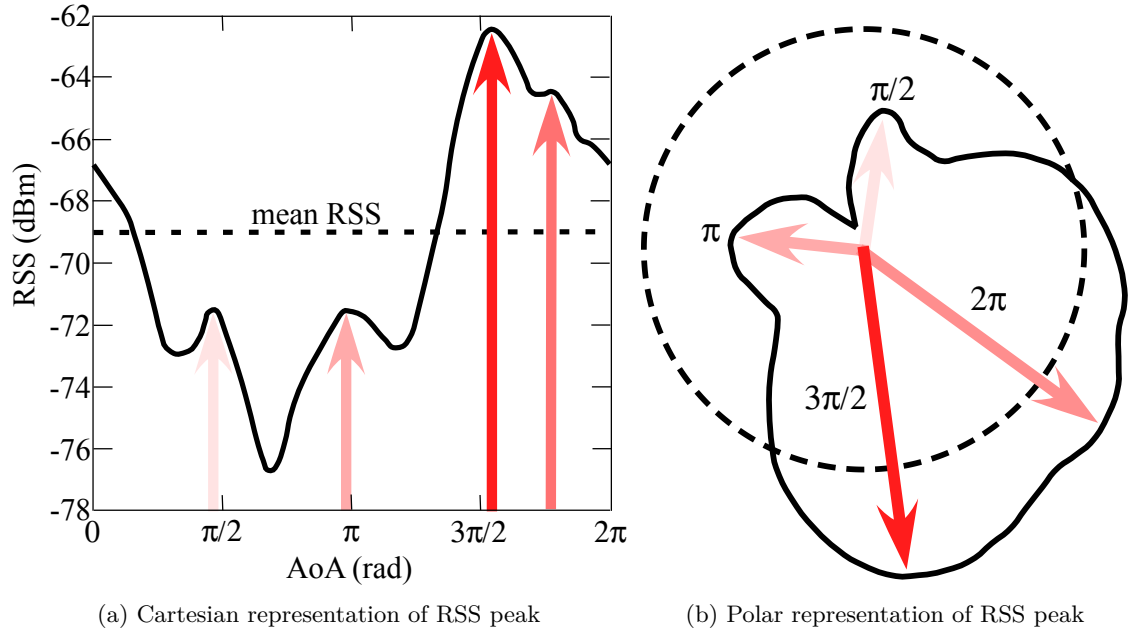 -62
-64
-66
-68
-70
-72
-74
-76
-78
RSS (dBm)
mean RSS
0
π/2
π
3π/2
2π
AoA (rad)
(a) Cartesian representation of RSS peak
π/2
π
2π
3π/2
(b) Polar representation of RSS peak